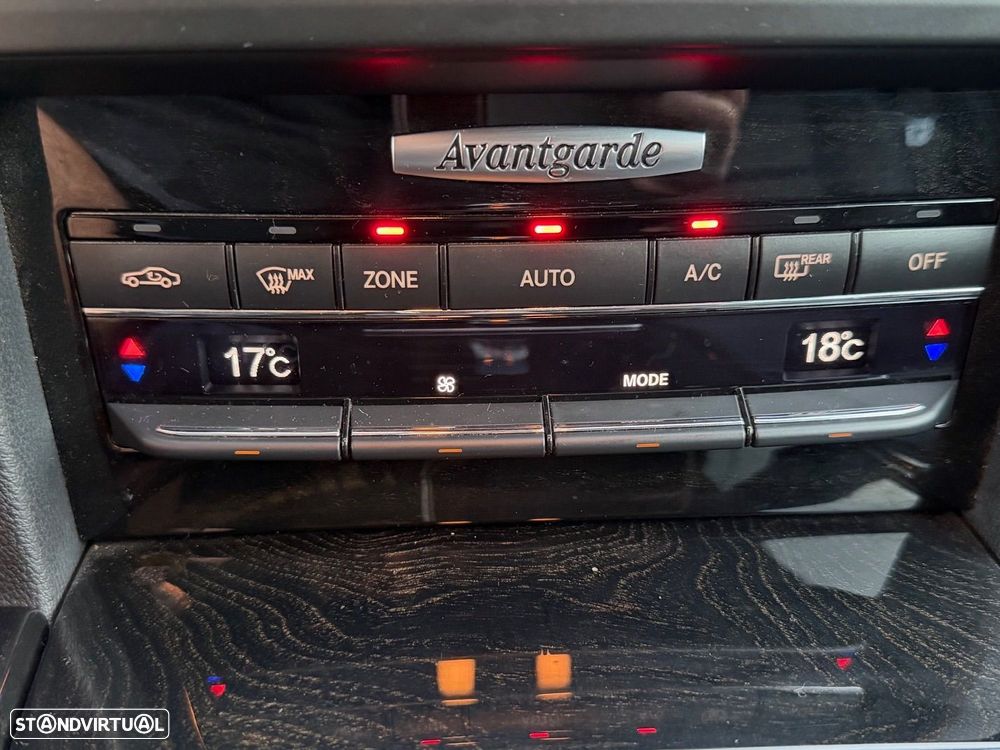 Avantgarde
MAX ZONE AUTO A/C REAR OFF
17°C 18°C
MODE
STANDVIRTUAL